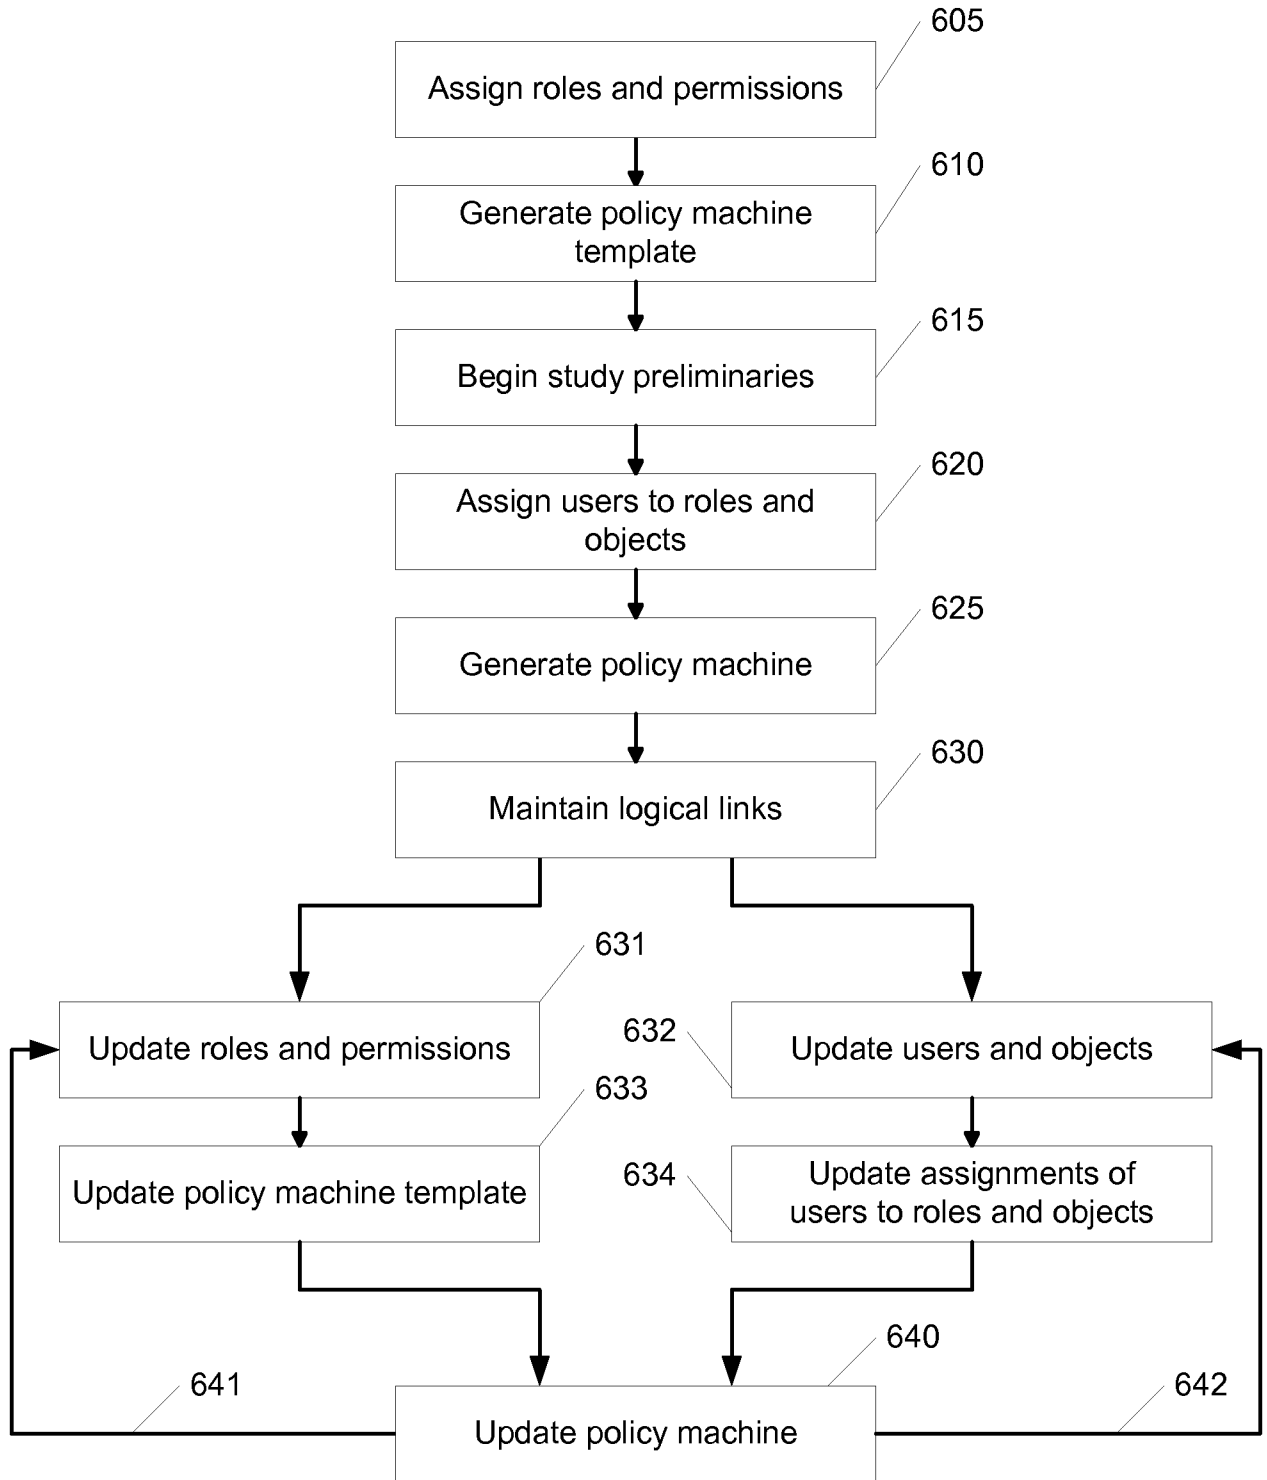 605
Assign roles and permissions
610
Generate policy machine
template
615
Begin study preliminaries
620
Assign users to roles and
objects
625
Generate policy machine
630
Maintain logical links
631
632
Update roles and permissions
Update users and objects
633
634
Update policy machine template
Update assignments of
users to roles and objects
640
641
642
Update policy machine